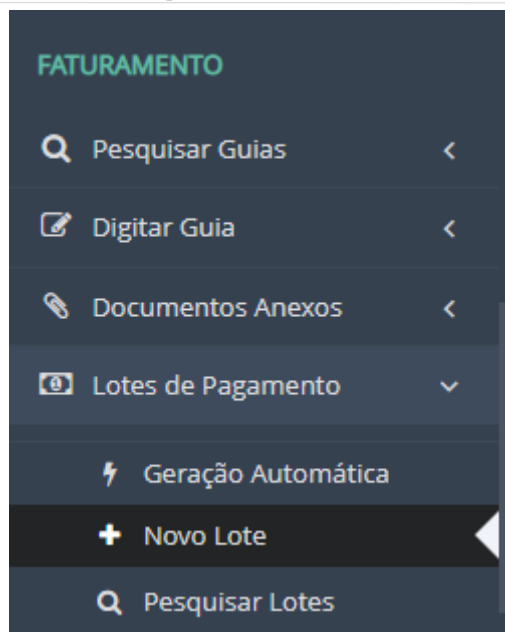 FATURAMENTO
Pesquisar Guias
Digitar Guia
Documentos Anexos
Lotes de Pagamento
Geração Automática
Novo Lote
Pesquisar Lotes